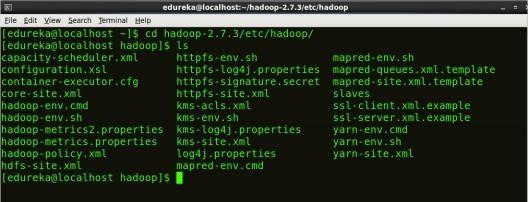 edureka@localhost:~/hadoop-2.7.3/etc/hadoop
File Edit View Search Terminal Help
[edureka@localhost ~]$ cd hadoop-2.7.3/etc/hadoop/
[edureka@localhost hadoop]$ ls
capacity-scheduler.xml httpfs-env.sh mapred-env.sh
configuration.xsl httpfs-log4j.properties mapred-queues.xml.template
container-executor.cfg httpfs-signature.secret mapred-site.xml.template
core-site.xml httpfs-site.xml slaves
hadoop-env.cmd kms-acls.xml ssl-client.xml.example
hadoop-env.sh kms-env.sh ssl-server.xml.example
hadoop-metrics2.properties kms-log4j.properties yarn-env.cmd
hadoop-metrics.properties kms-site.xml yarn-env.sh
hadoop-policy.xml log4j.properties yarn-site.xml
hdfs-site.xml mapred-env.cmd
[edureka@localhost hadoop]$